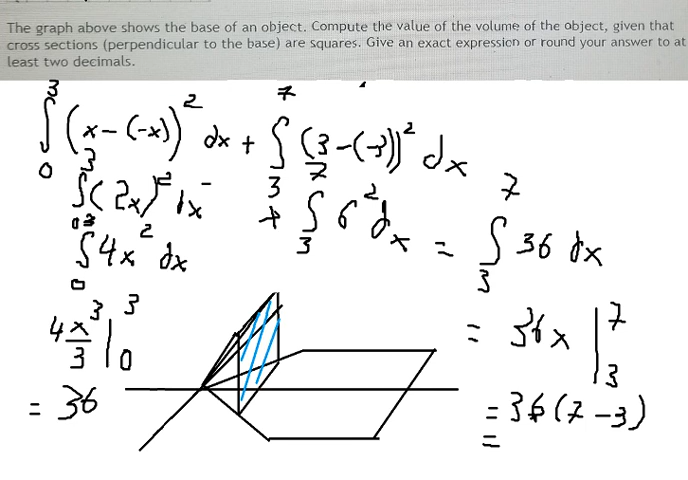 The graph above shows the base of an object. Compute the value of the volume of the object, given that
cross sections (perpendicular to the base) are squares. Give an exact expression or round your answer to at
least two decimals.
∫₀³ (x-(-x))² dx + ∫₃⁷ (3-(-3))² dx
∫₀³ (2x)² dx + ∫₃⁷ 6² dx = ∫₃⁷ 36 dx
∫₀³ 4x² dx
4x³/3 |₀³
= 36
= 36x |₃⁷
= 36(7-3)
=